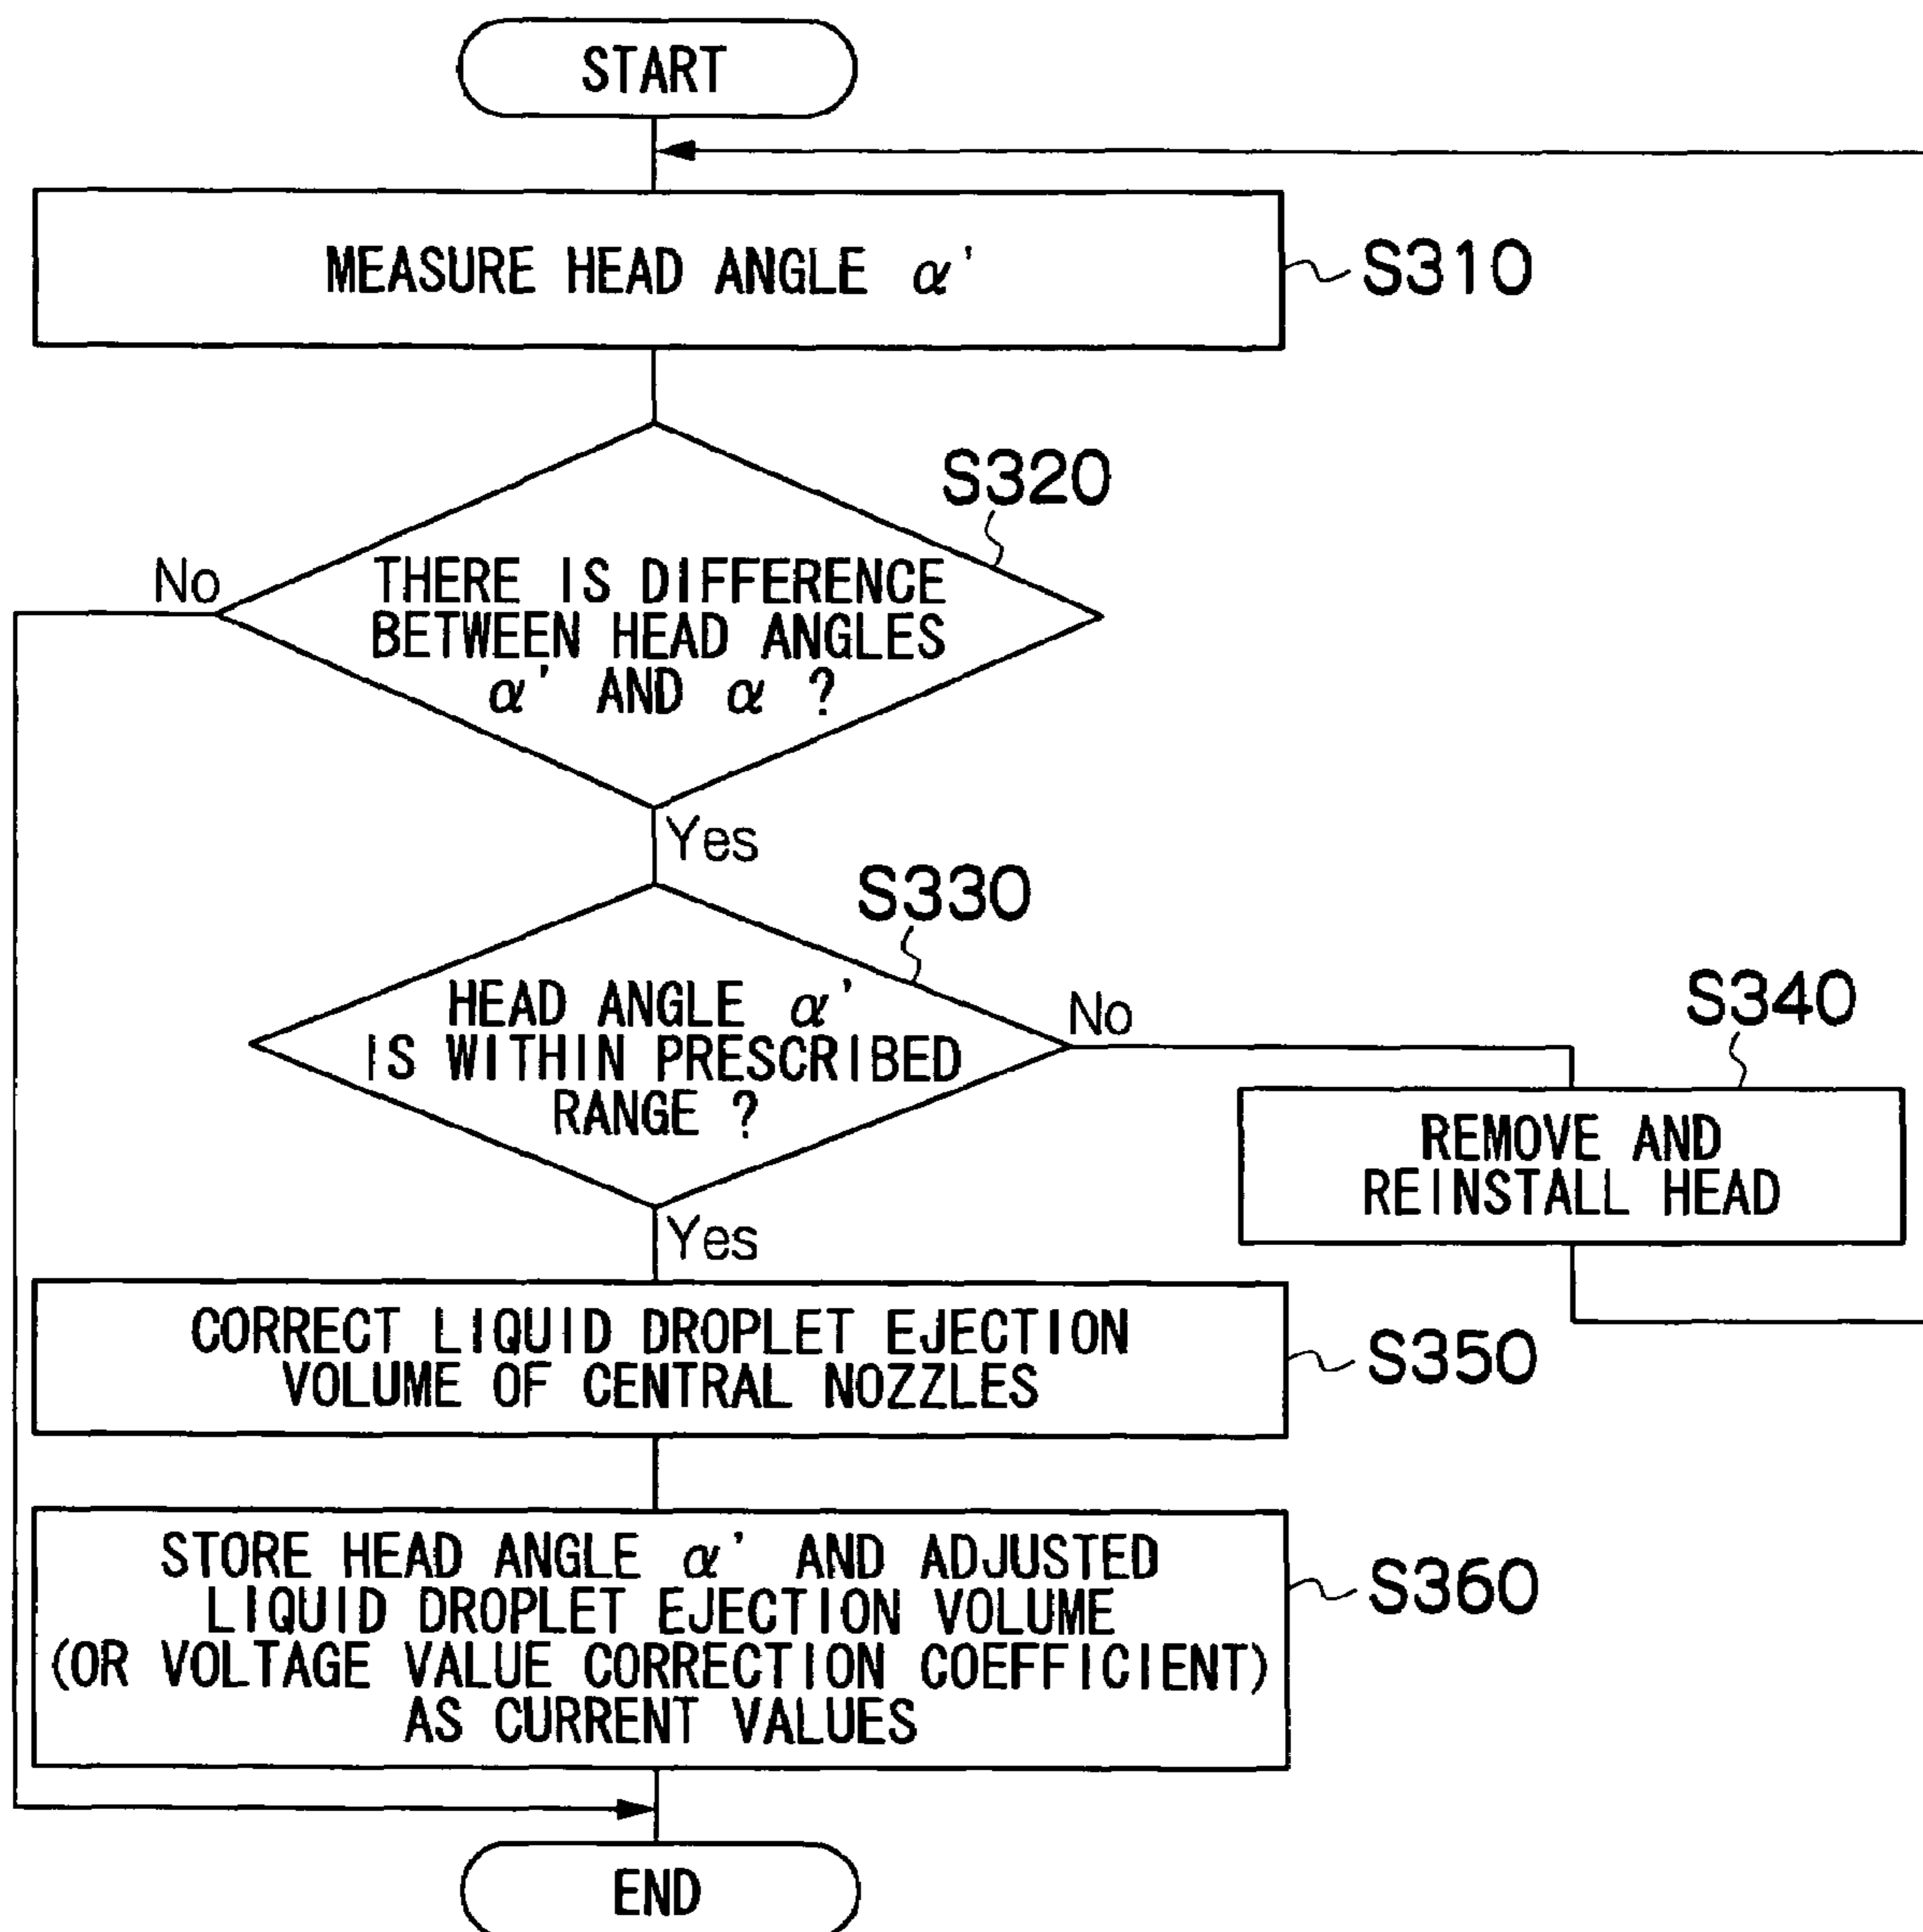 START
MEASURE HEAD ANGLE α'
S310
S320
No
THERE IS DIFFERENCE
BETWEEN HEAD ANGLES
α' AND α ?
Yes
S330
HEAD ANGLE α'
IS WITHIN PRESCRIBED
RANGE ?
No
S340
REMOVE AND
REINSTALL HEAD
Yes
CORRECT LIQUID DROPLET EJECTION
VOLUME OF CENTRAL NOZZLES
S350
STORE HEAD ANGLE α' AND ADJUSTED
LIQUID DROPLET EJECTION VOLUME
(OR VOLTAGE VALUE CORRECTION COEFFICIENT)
AS CURRENT VALUES
S360
END